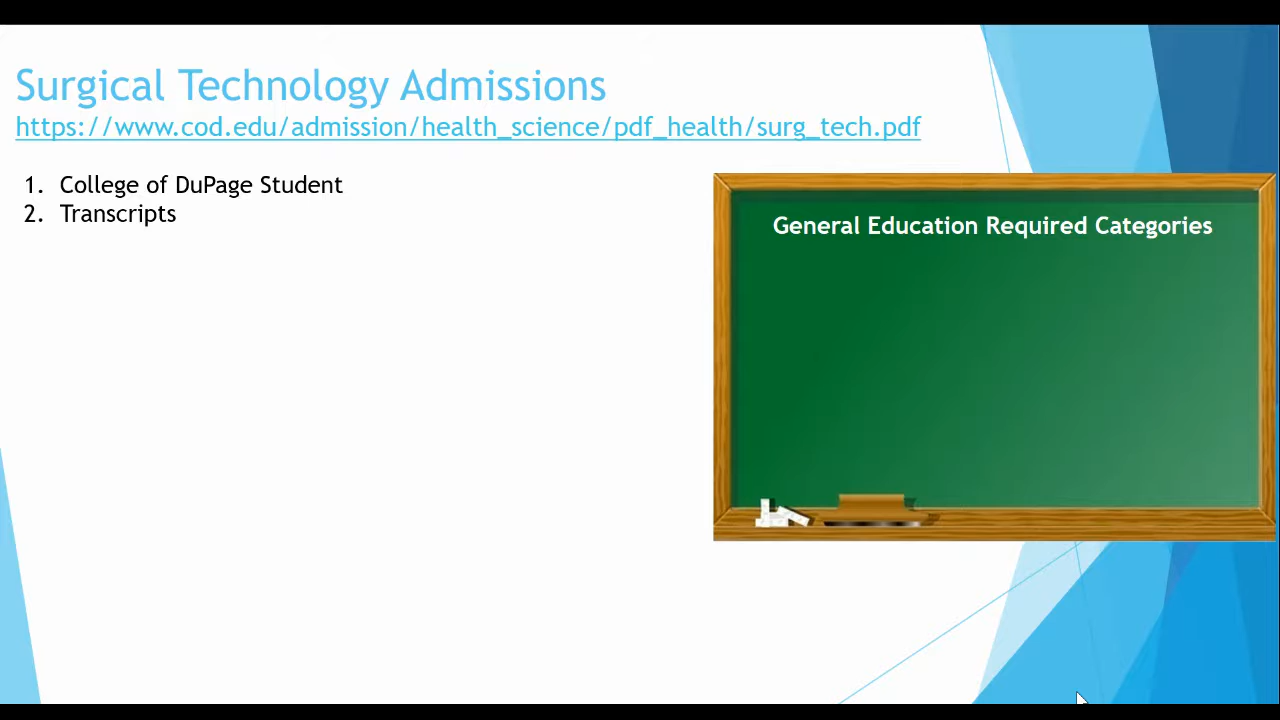 Surgical Technology Admissions
https://www.cod.edu/admission/health_science/pdf_health/surg_tech.pdf
1. College of DuPage Student
2. Transcripts
General Education Required Categories